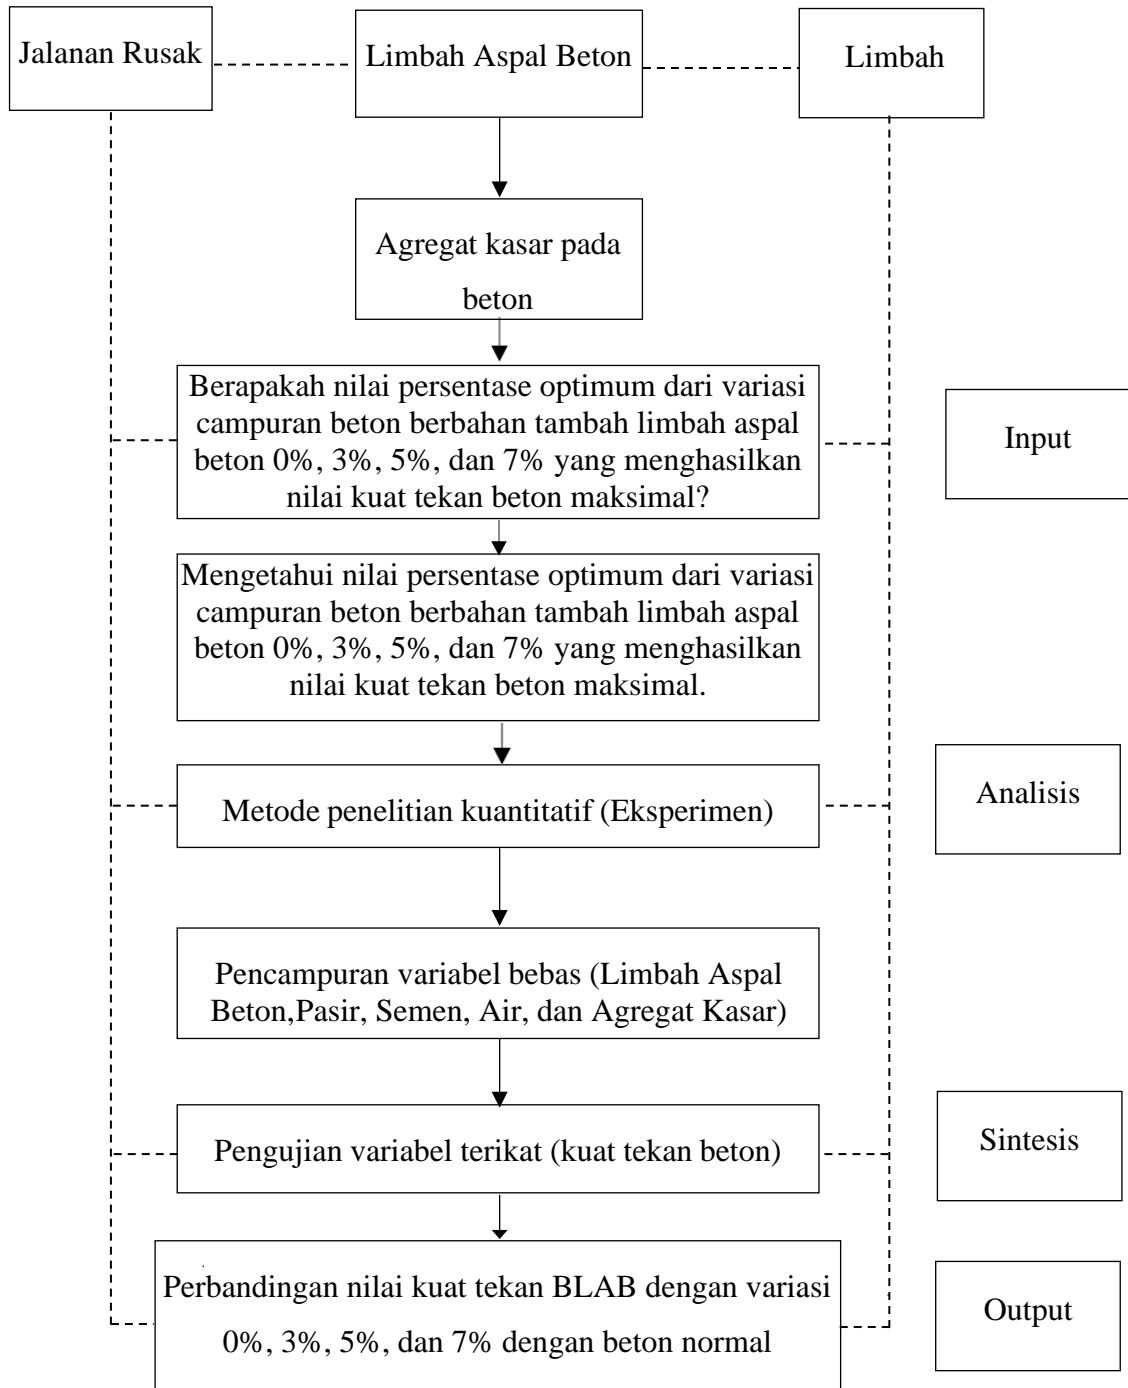 Jalanan Rusak
Limbah Aspal Beton
Limbah
Agregat kasar pada
beton
Berapakah nilai persentase optimum dari variasi
campuran beton berbahan tambah limbah aspal
beton 0%, 3%, 5%, dan 7% yang menghasilkan
nilai kuat tekan beton maksimal?
Input
Mengetahui nilai persentase optimum dari variasi
campuran beton berbahan tambah limbah aspal
beton 0%, 3%, 5%, dan 7% yang menghasilkan
nilai kuat tekan beton maksimal.
Metode penelitian kuantitatif (Eksperimen)
Analisis
Pencampuran variabel bebas (Limbah Aspal
Beton,Pasir, Semen, Air, dan Agregat Kasar)
Pengujian variabel terikat (kuat tekan beton)
Sintesis
Perbandingan nilai kuat tekan BLAB dengan variasi
0%, 3%, 5%, dan 7% dengan beton normal
Output